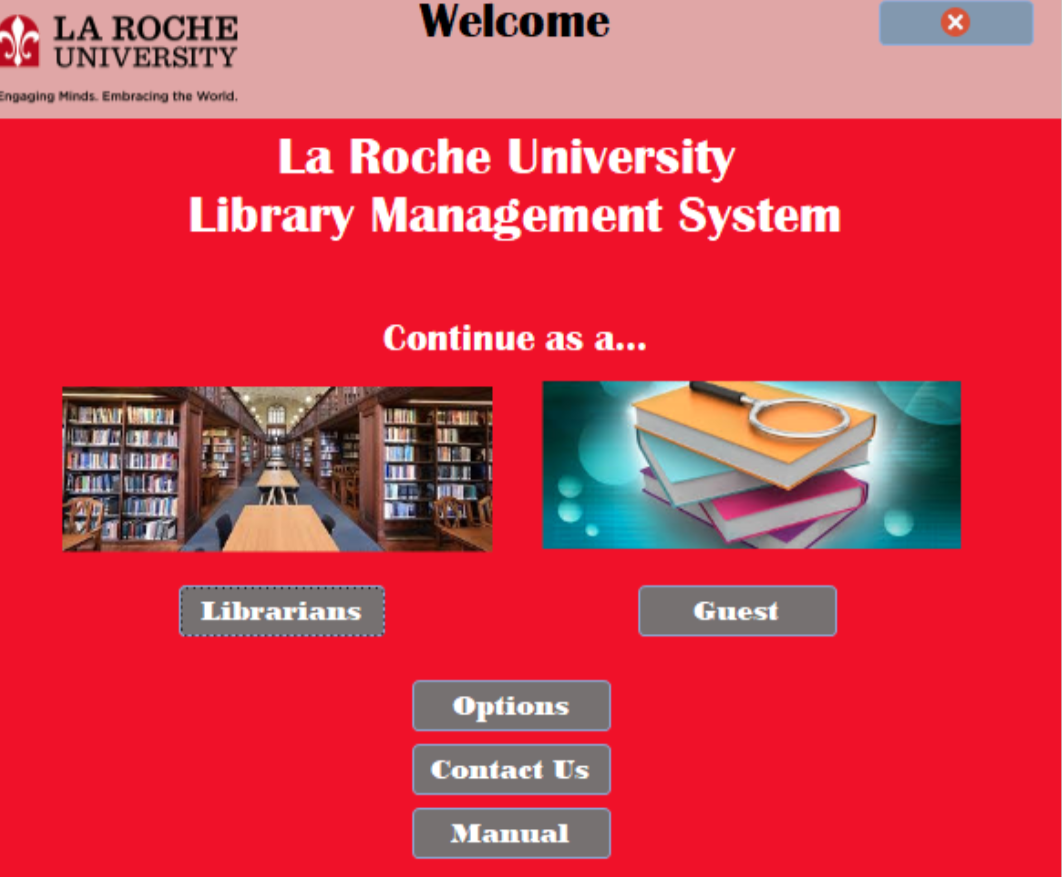 LA ROCHE
UNIVERSITY
Engaging Minds. Embracing the World.
Welcome
La Roche University
Library Management System
Continue as a...
Librarians
Guest
Options
Contact Us
Manual